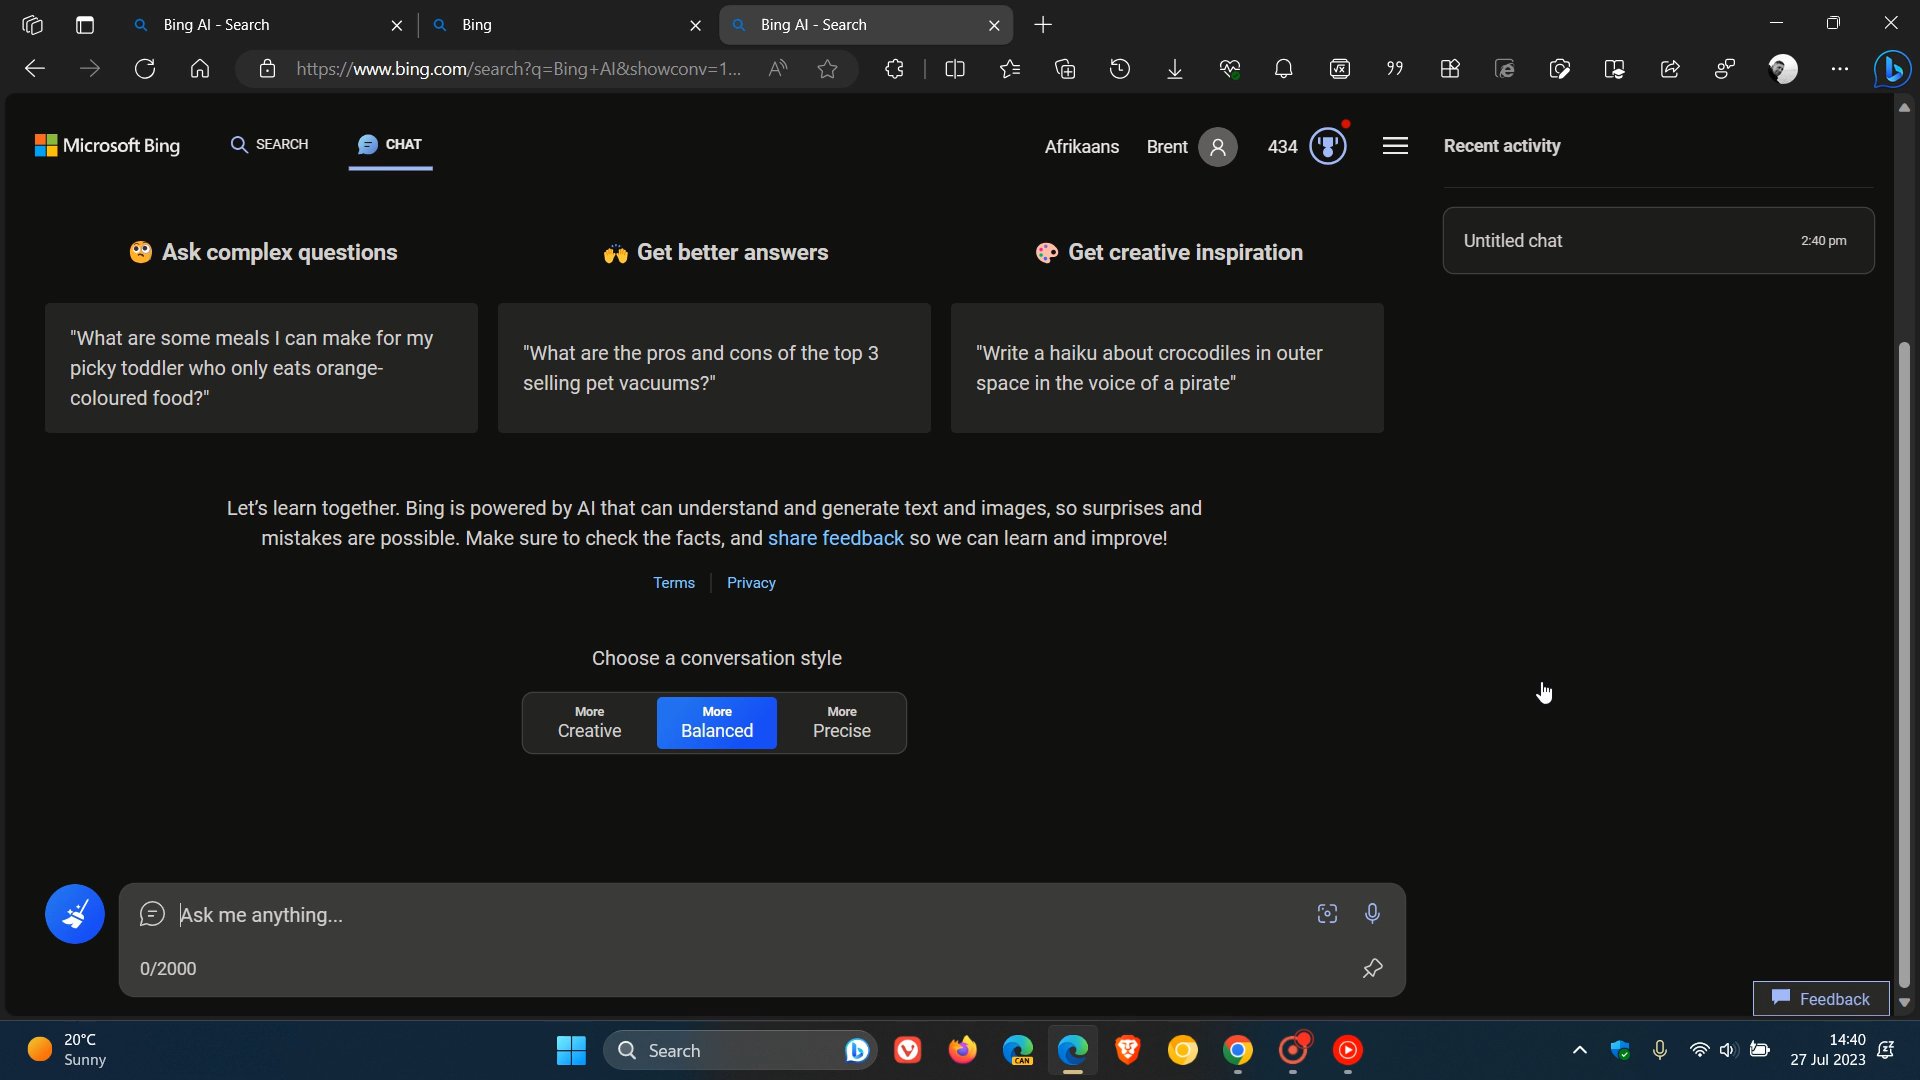 Bing AI - Search
Bing
Bing AI - Search
https://www.bing.com/search?q=Bing+AI&showconv=1...
Microsoft Bing
SEARCH
CHAT
Afrikaans
Brent
434
Recent activity
Untitled chat
2:40 pm
Ask complex questions
Get better answers
Get creative inspiration
"What are some meals I can make for my
picky toddler who only eats orange-
coloured food?"
"What are the pros and cons of the top 3
selling pet vacuums?"
"Write a haiku about crocodiles in outer
space in the voice of a pirate"
Let's learn together. Bing is powered by AI that can understand and generate text and images, so surprises and
mistakes are possible. Make sure to check the facts, and share feedback so we can learn and improve!
Terms
Privacy
Choose a conversation style
More
Creative
More
Balanced
More
Precise
Ask me anything...
0/2000
Feedback
20°C
Sunny
Search
CAN
14:40
27 Jul 2023